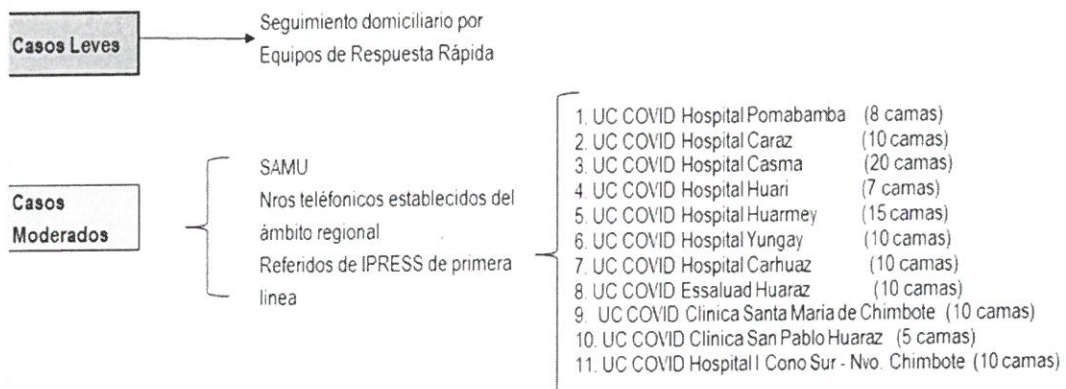 Casos Leves
Seguimiento domiciliario por
Equipos de Respuesta Rápida
Casos
Moderados
SAMU
Nros teléfonicos establecidos del
ámbito regional
Referidos de IPRESS de primera
linea
1. UC COVID Hospital Pomabamba (8 camas)
2. UC COVID Hospital Caraz (10 camas)
3. UC COVID Hospital Casma (20 camas)
4. UC COVID Hospital Huari (7 camas)
5. UC COVID Hospital Huarmey (15 camas)
6. UC COVID Hospital Yungay (10 camas)
7. UC COVID Hospital Carhuaz (10 camas)
8. UC COVID Essaluad Huaraz (10 camas)
9. UC COVID Clinica Santa María de Chimbote (10 camas)
10. UC COVID Clinica San Pablo Huaraz (5 camas)
11. UC COVID Hospital I Cono Sur - Nvo. Chimbote (10 camas)